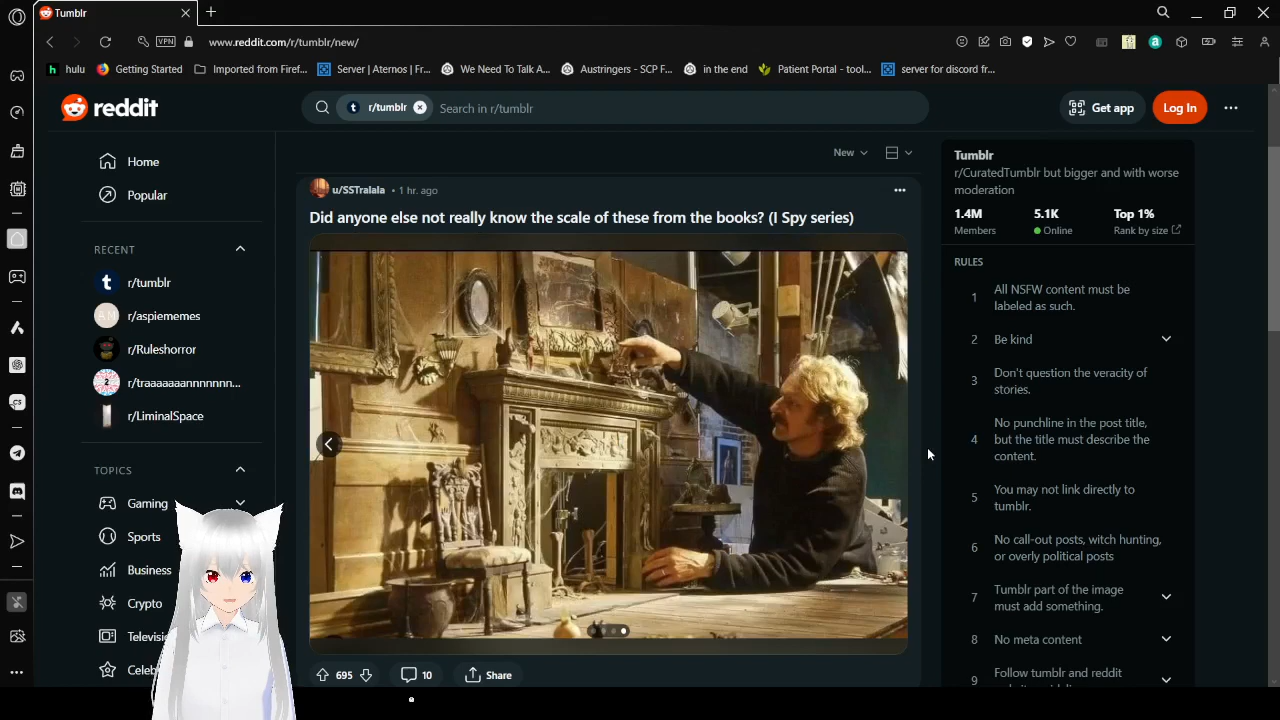 Tumblr
VPN
www.reddit.com/r/tumblr/new/
h hulu
Getting Started
Imported from Firef...
Server | Aternos | Fr...
We Need To Talk A...
Austringers - SCP F...
in the end
Patient Portal - tool...
server for discord fr...
reddit
t r/tumblr
Search in r/tumblr
Get app
Log In
Home
Popular
RECENT
t r/tumblr
r/aspiememes
r/Ruleshorror
r/traaaaaaannnnnnn...
r/LiminalSpace
TOPICS
Gaming
Sports
Business
Crypto
Televisio
Celeb
New
u/SSTralala • 1 hr. ago
Did anyone else not really know the scale of these from the books? (I Spy series)
695
10
Share
Tumblr
r/CuratedTumblr but bigger and with worse
moderation
1.4M
Members
5.1K
Online
Top 1%
Rank by size
RULES
1
All NSFW content must be
labeled as such.
2
Be kind
3
Don't question the veracity of
stories.
4
No punchline in the post title,
but the title must describe the
content.
5
You may not link directly to
tumblr.
6
No call-out posts, witch hunting,
or overly political posts
7
Tumblr part of the image
must add something.
8
No meta content
9
Follow tumblr and reddit